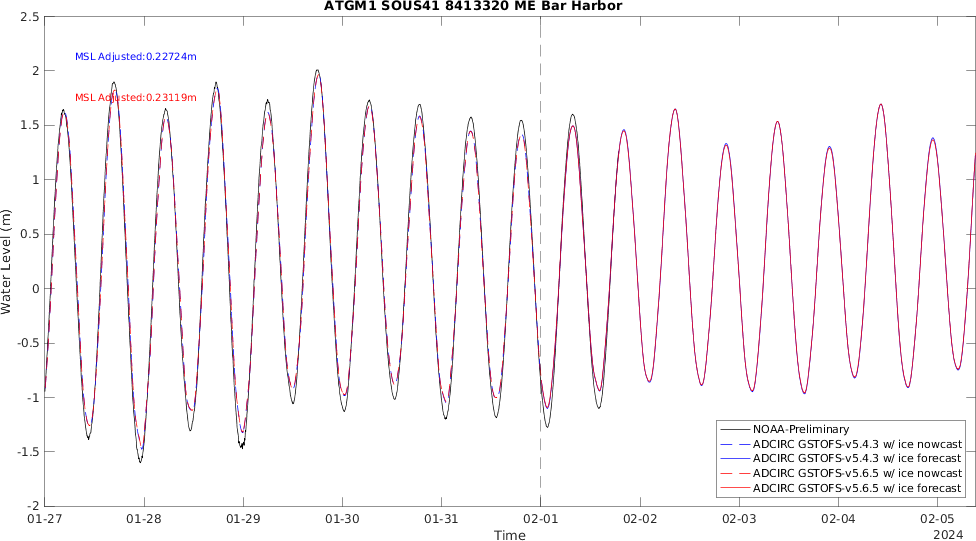 ATGM1 SOUS41 8413320 ME Bar Harbor
2.5
MSL Adjusted:0.22724m
2
MSL Adjusted:0.23119m
1.5
1
0.5
0
-0.5
-1
-1.5
-2
Water Level (m)
NOAA-Preliminary
ADCIRC GSTOFS-v5.4.3 w/ ice nowcast
ADCIRC GSTOFS-v5.4.3 w/ ice forecast
ADCIRC GSTOFS-v5.6.5 w/ ice nowcast
ADCIRC GSTOFS-v5.6.5 w/ ice forecast
01-27 01-28 01-29 01-30 01-31 02-01 02-02 02-03 02-04 02-05
Time
2024